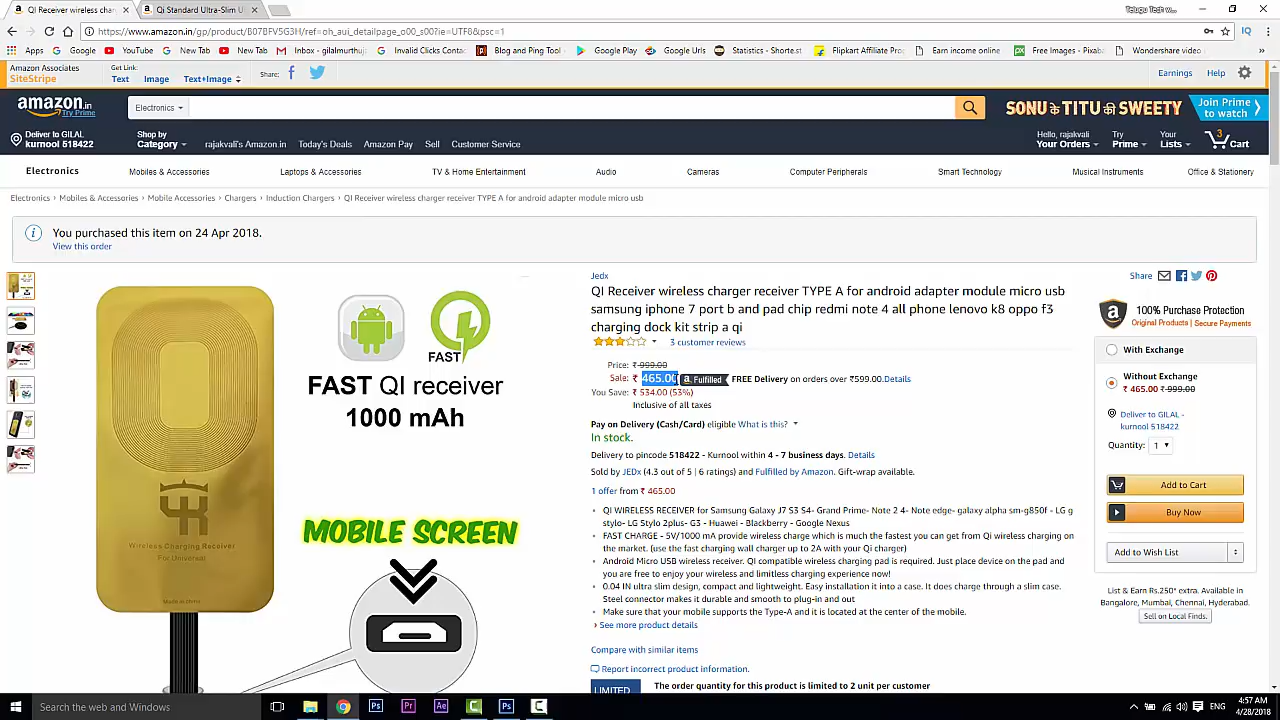 QI Receiver wireless char
Qi Standard Ultra-Slim U
Telugu Tech w...
https://www.amazon.in/gp/product/B07BFV5G3H/ref=oh_aui_detailpage_o00_s00?ie=UTF8&psc=1
Apps
Google
YouTube
New Tab
New Tab
Inbox - gilalmurthuj
Invalid Clicks Contac
Blog and Ping Tool -
Google Play
Google Url
Statistics - Shorte.st
Flipkart Affiliate Pro
Earn income online
Free Images - Pixaba
Wondershare video
Amazon Associates
SiteStripe
Get Link:
Text
Image
Text+Image
Share:
Earnings
Help
amazon.in
Try Prime
Electronics
SONU के TITU की SWEETY
Join Prime
to watch
Deliver to GILAL
kurnool 518422
Shop by
Category
rajakvali's Amazon.in
Today's Deals
Amazon Pay
Sell
Customer Service
Hello, rajakvali
Your Orders
Try
Prime
Your
Lists
3
Cart
Electronics
Mobiles & Accessories
Laptops & Accessories
TV & Home Entertainment
Audio
Cameras
Computer Peripherals
Smart Technology
Musical Instruments
Office & Stationery
Electronics › Mobiles & Accessories › Mobile Accessories › Chargers › Induction Chargers › QI Receiver wireless charger receiver TYPE A for android adapter module micro usb
You purchased this item on 24 Apr 2018.
View this order
FAST
FAST QI receiver
1000 mAh
Wireless Charging Receiver
For Universal
MOBILE SCREEN
Jedx
Share
QI Receiver wireless charger receiver TYPE A for android adapter module micro usb
samsung iphone 7 port b and pad chip redmi note 4 all phone lenovo k8 oppo f3
charging dock kit strip a qi
3 customer reviews
Price: ₹ 999.00
Sale: ₹ 465.00 Fulfilled FREE Delivery on orders over ₹599.00. Details
You Save: ₹ 534.00 (53%)
Inclusive of all taxes
Pay on Delivery (Cash/Card) eligible What is this?
In stock.
Delivery to pincode 518422 - Kurnool within 4 - 7 business days. Details
Sold by JEDx (4.3 out of 5 | 6 ratings) and Fulfilled by Amazon. Gift-wrap available.
1 offer from ₹ 465.00
QI WIRELESS RECEIVER for Samsung Galaxy J7 S3 S4- Grand Prime- Note 2 4- Note edge- galaxy alpha sm-g850f - LG g
stylo- LG Stylo 2plus- G3 - Huawei - Blackberry - Google Nexus
FAST CHARGE - 5V/1000 mA provide wireless charge which is much the fastest you can get from Qi wireless charging on
the market. (use the fast charging wall charger up to 2A with your Qi charger)
Android Micro USB wireless receiver. QI compatible wireless charging pad is required. Just place device on the pad and
you are free to enjoy your wireless and limitless charging experience now!
0.04 IN ultra slim design, compact and lightweight. Easy installation it into a case. It does charge through a slim case.
Steel connector makes it durable and smooth to plug-in and out
Make sure that your mobile supports the Type-A and it is located at the center of the mobile.
› See more product details
Compare with similar items
Report incorrect product information.
LIMITED
The order quantity for this product is limited to 2 unit per customer
100% Purchase Protection
Original Products | Secure Payments
With Exchange
Without Exchange
₹ 465.00 ₹ 999.00
Deliver to GILAL -
kurnool 518422
Quantity: 1
Add to Cart
Buy Now
Add to Wish List
List & Earn Rs.250* extra. Available in
Bangalore, Mumbai, Chennai, Hyderabad.
Sell on Local Finds.
Search the web and Windows
ENG
4:57 AM
4/28/2018